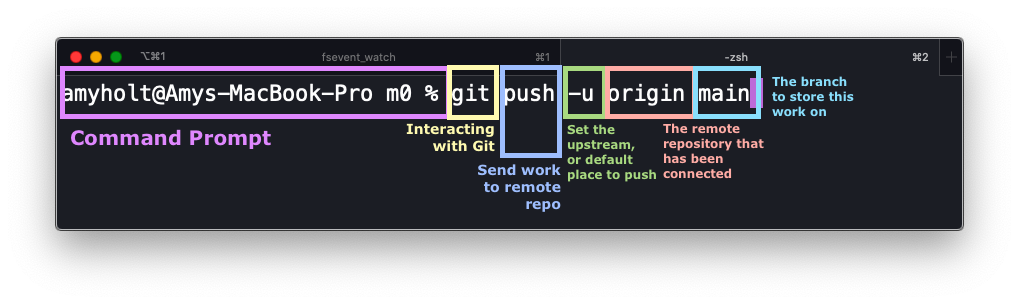 ⌥⌘1 fsevent_watch ⌘1 -zsh ⌘2 +
amyholt@Amys-MacBook-Pro m0 % git push -u origin main
The branch
to store this
work on
Command Prompt
Interacting
with Git
Send work
to remote
repo
Set the
upstream,
or default
place to push
The remote
repository that
has been
connected